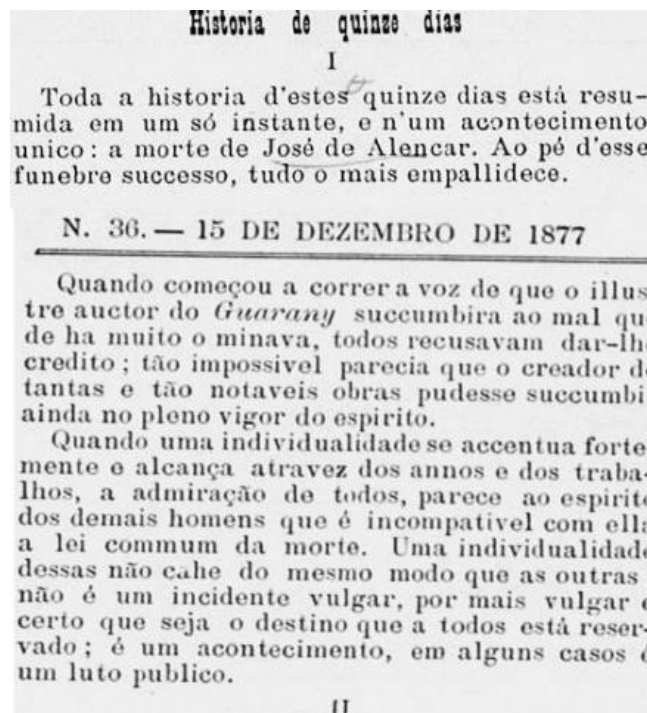 Historia de quinze dias
I
Toda a historia d'estes quinze dias está resu-
mida em um só instante, e n'um acontecimento
unico: a morte de José de Alencar. Ao pé d'esse
funebre successo, tudo o mais empallidece.
N. 36. — 15 DE DEZEMBRO DE 1877
Quando começou a correr a voz de que o illus
tre auctor do Guarany succumbira ao mal qu
de ha muito o minava, todos recusavam dar-lh
credito; tão impossivel parecia que o creador d
tantas e tão notaveis obras pudesse succumbi
ainda no pleno vigor do espirito.
Quando uma individualidade se accentua forte
mente e alcança atravez dos annos e dos traba-
lhos, a admiração de todos, parece ao espirito
dos demais homens que é incompativel com ella
a lei commum da morte. Uma individualidade
dessas não cahe do mesmo modo que as outras
não é um incidente vulgar, por mais vulgar e
certo que seja o destino que a todos está reser-
vado; é um acontecimento, em alguns casos é
um luto publico.
II